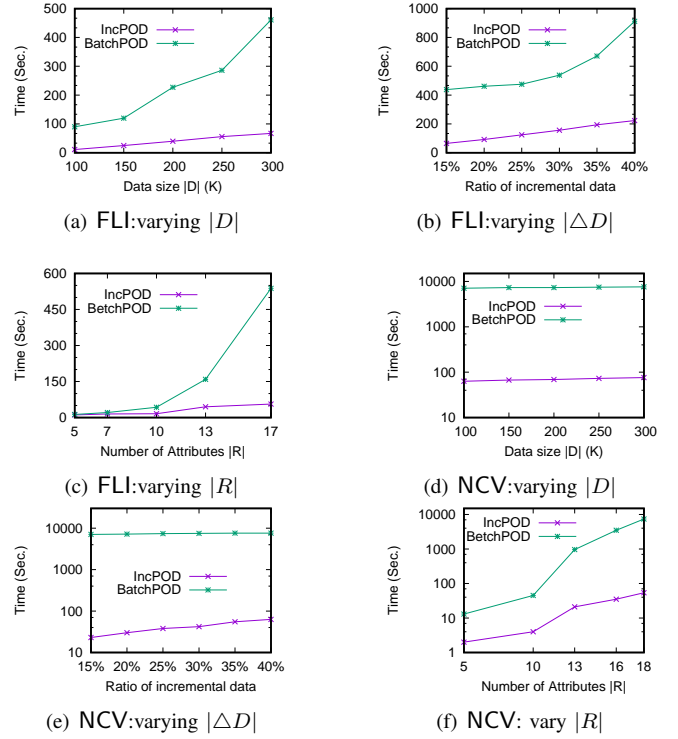 500
400
300
200
100
0
Time (Sec.)
IncPOD
BatchPOD
100 150 200 250 300
Data size |D| (K)
(a) FLI:varying |D|
1000
800
600
400
200
0
Time (Sec.)
IncPOD
BatchPOD
15% 20% 25% 30% 35% 40%
Ratio of incremental data
(b) FLI:varying |△D|
600
450
300
150
0
Time (Sec.)
IncPOD
BetchPOD
5 7 10 13 17
Number of Attributes |R|
(c) FLI:varying |R|
10000
1000
100
10
Time (Sec.)
IncPOD
BetchPOD
100 150 200 250 300
Data size |D| (K)
(d) NCV:varying |D|
10000
1000
100
10
Time (Sec.)
IncPOD
BatchPOD
15% 20% 25% 30% 35% 40%
Ratio of incremental data
(e) NCV:varying |△D|
10000
1000
100
10
1
Time (Sec.)
IncPOD
BetchPOD
5 10 13 16 18
Number of Attributes |R|
(f) NCV: vary |R|